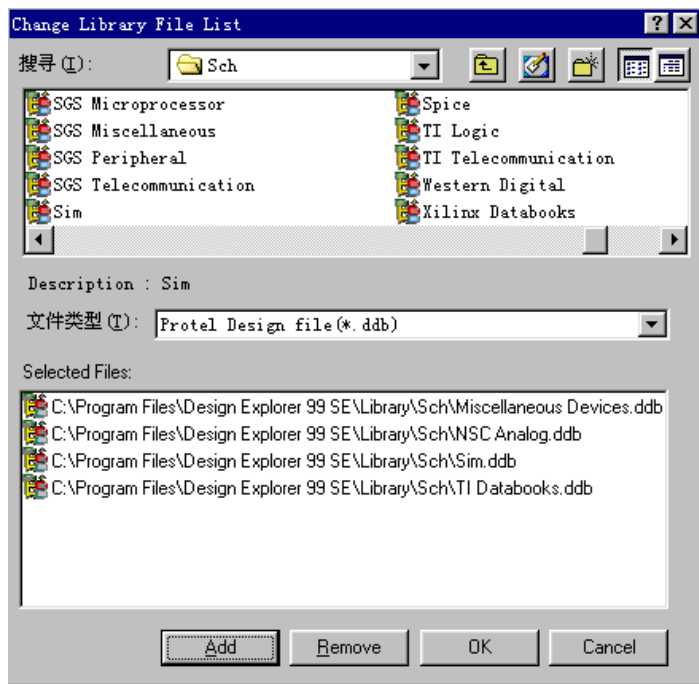 Change Library File List
搜寻(I): Sch
SGS Microprocessor
SGS Miscellaneous
SGS Peripheral
SGS Telecommunication
Sim
Spice
TI Logic
TI Telecommunication
Western Digital
Xilinx Databooks
Description : Sim
文件类型(T): Protel Design file(*.ddb)
Selected Files:
C:\Program Files\Design Explorer 99 SE\Library\Sch\Miscellaneous Devices.ddb
C:\Program Files\Design Explorer 99 SE\Library\Sch\NSC Analog.ddb
C:\Program Files\Design Explorer 99 SE\Library\Sch\Sim.ddb
C:\Program Files\Design Explorer 99 SE\Library\Sch\TI Databooks.ddb
Add Remove OK Cancel